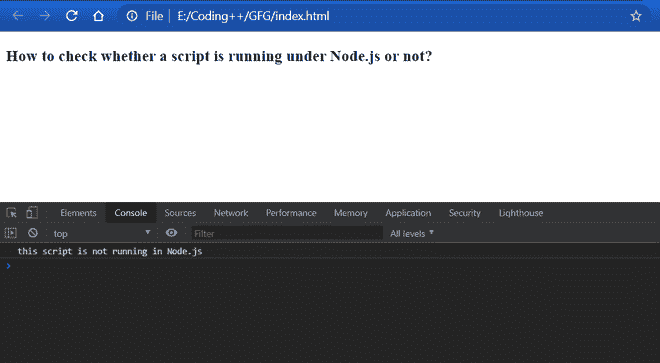 File | E:/Coding++/GFG/index.html
How to check whether a script is running under Node.js or not?
Elements Console Sources Network Performance Memory Application Security Lighthouse
top Filter All levels
this script is not running in Node.js